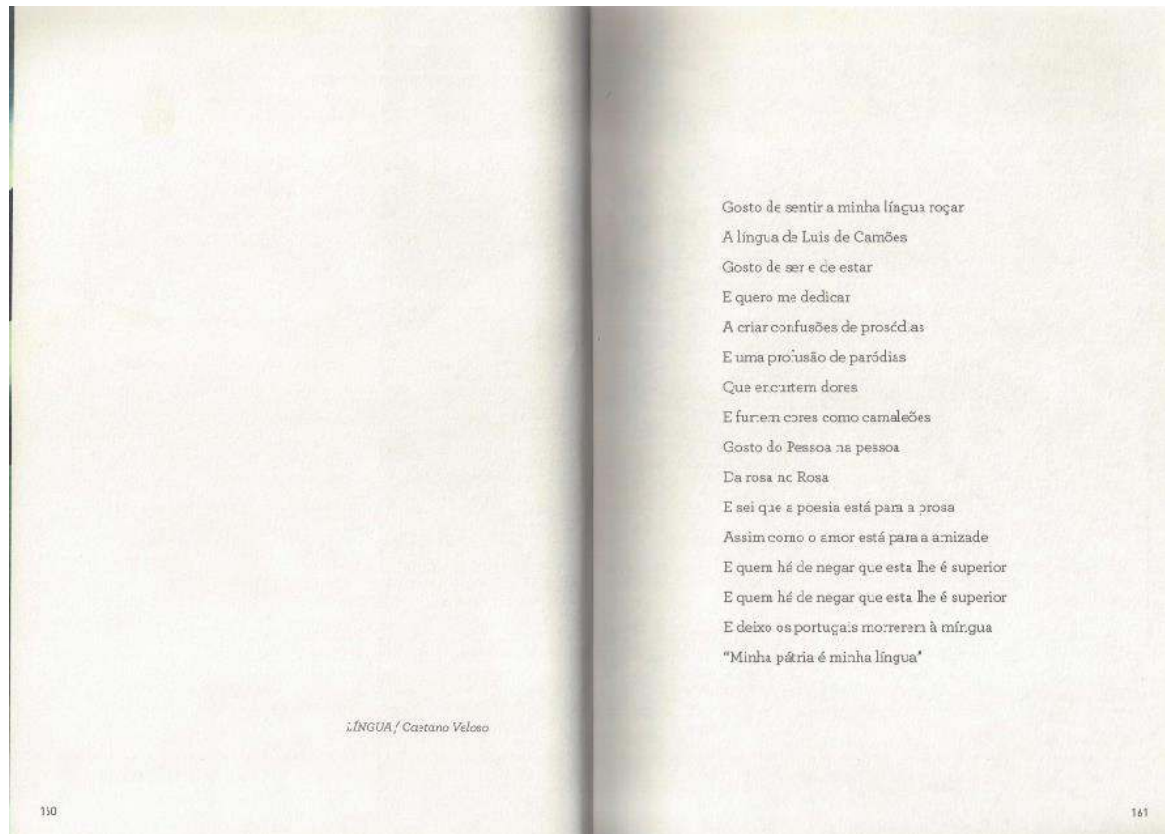 LÍNGUA / Caetano Veloso
160
Gosto de sentir a minha língua roçar
A língua de Luis de Camões
Gosto de ser e de estar
E quero me dedicar
A criar confusões de prosódias
E uma profusão de paródias
Que encurtem dores
E furtem cores como camaleões
Gosto do Pessoa na pessoa
Da rosa no Rosa
E sei que a poesia está para a prosa
Assim como o amor está para a amizade
E quem há de negar que esta lhe é superior
E quem há de negar que esta lhe é superior
E deixo os portugais morrerem à míngua
“Minha pátria é minha língua”
161